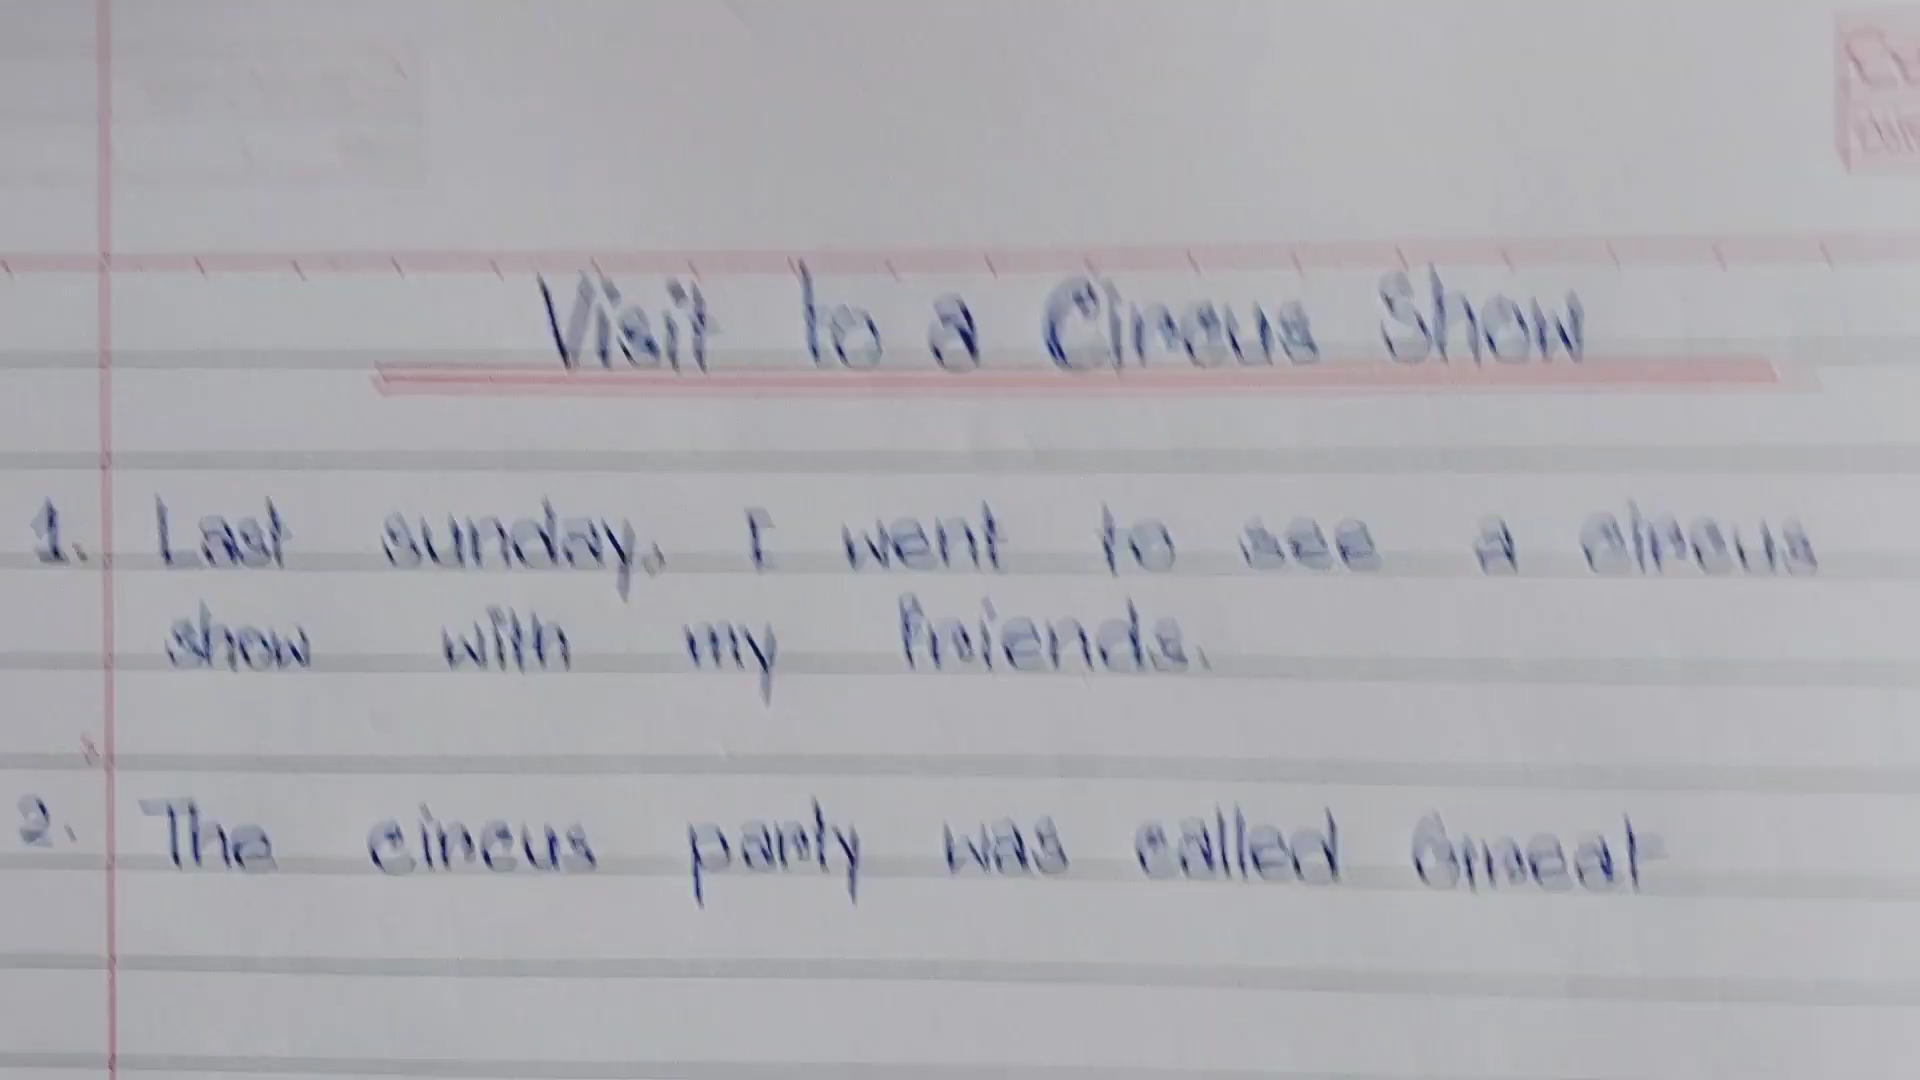 Visit to a Circus Show
1. Last sunday, I went to see a circus
show with my friends.
2. The circus party was called Great